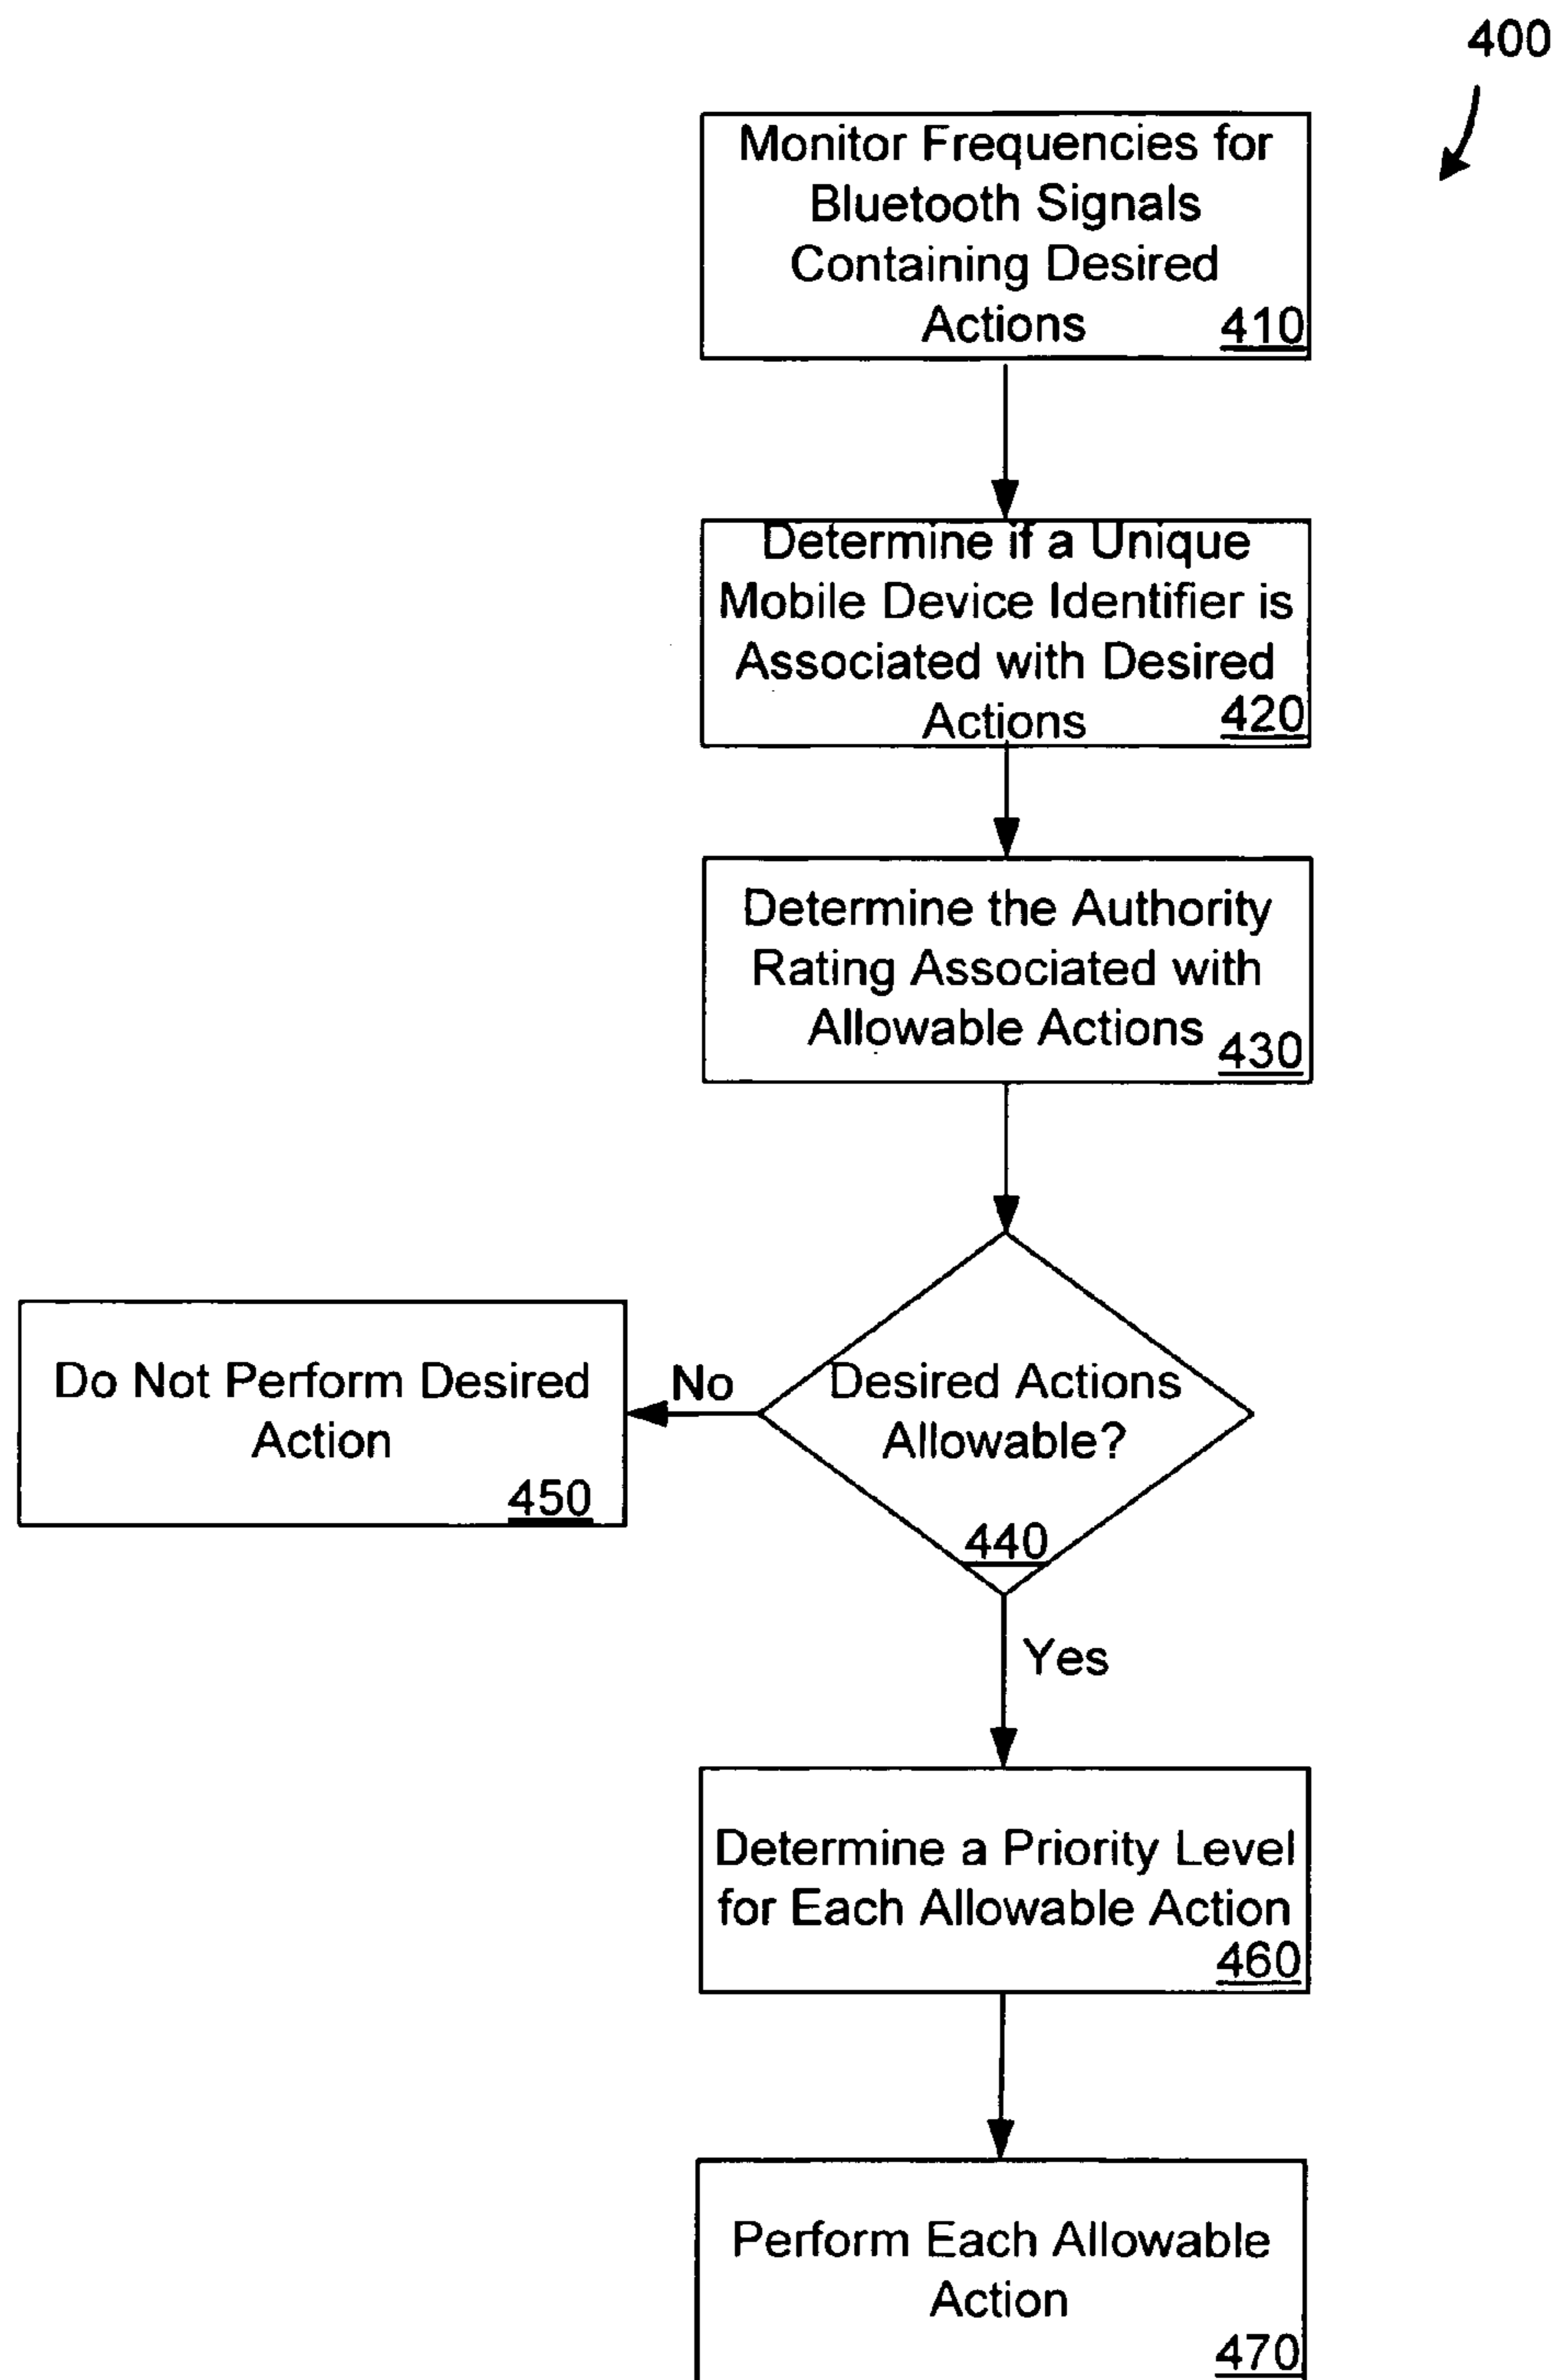 400
Monitor Frequencies for
Bluetooth Signals
Containing Desired
Actions 410
Determine if a Unique
Mobile Device Identifier is
Associated with Desired
Actions 420
Determine the Authority
Rating Associated with
Allowable Actions 430
Desired Actions
Allowable?
440
No
Do Not Perform Desired
Action
450
Yes
Determine a Priority Level
for Each Allowable Action
460
Perform Each Allowable
Action
470